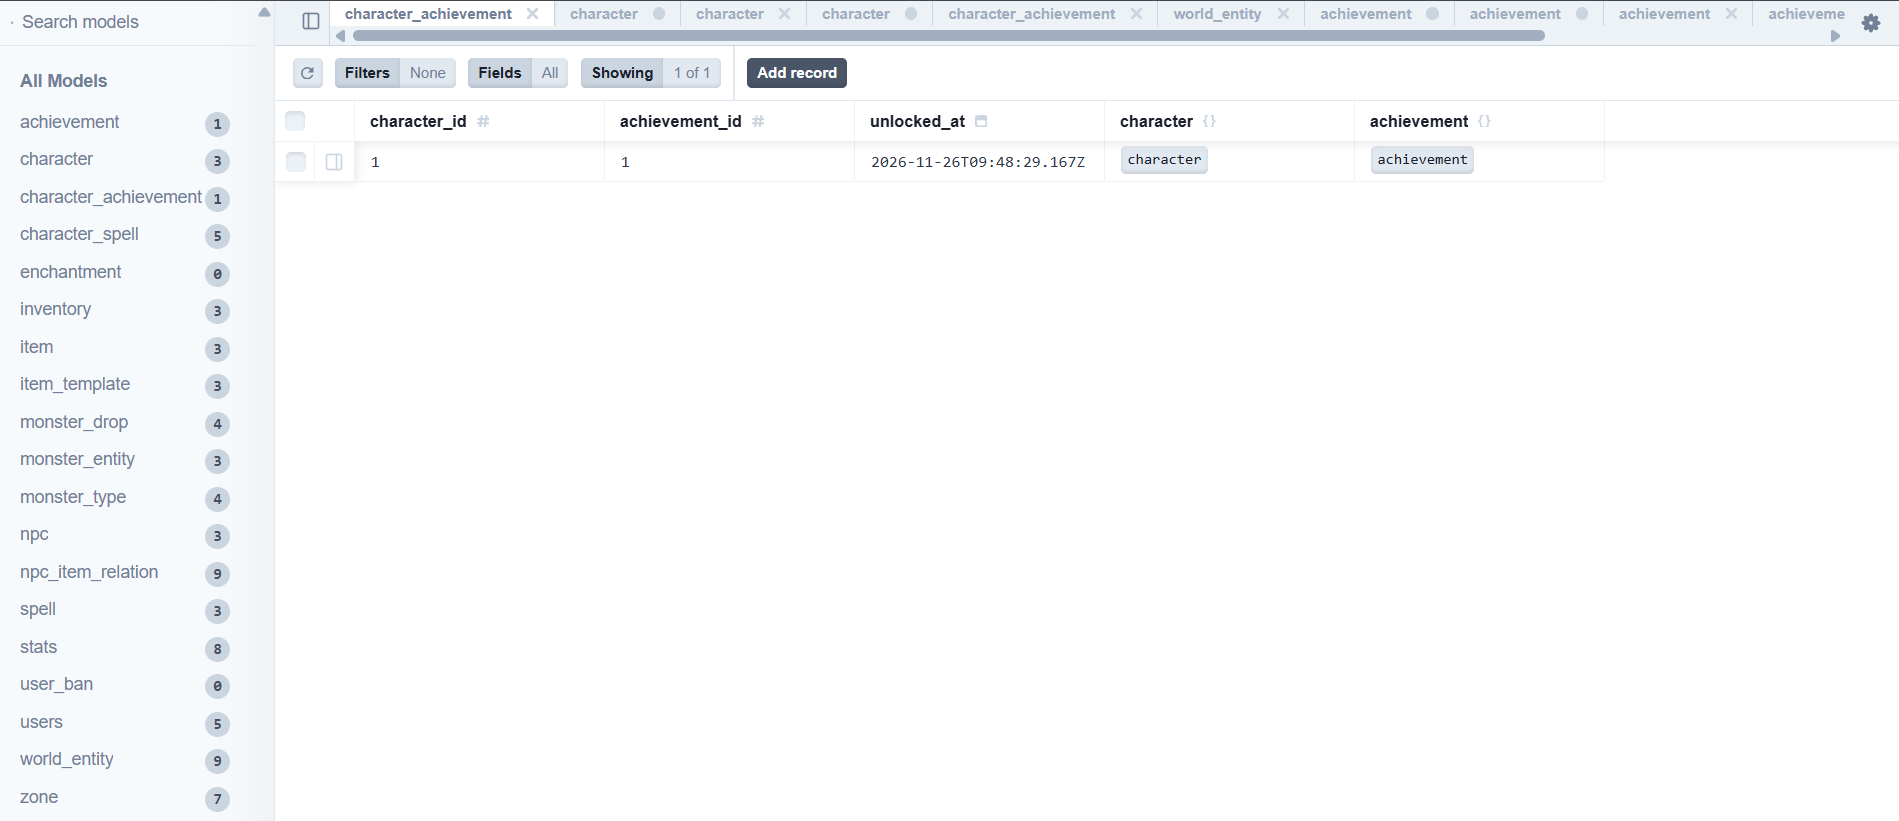 Search models
All Models
achievement 1
character 3
character_achievement 1
character_spell 5
enchantment 0
inventory 3
item 3
item_template 3
monster_drop 4
monster_entity 3
monster_type 4
npc 3
npc_item_relation 9
spell 3
stats 8
user_ban 0
users 5
world_entity 9
zone 7
character_achievement character character character character_achievement world_entity achievement achievement achievement achieveme
Filters None Fields All Showing 1 of 1 Add record
character_id # achievement_id # unlocked_at character {} achievement {}
1 1 2026-11-26T09:48:29.167Z character achievement